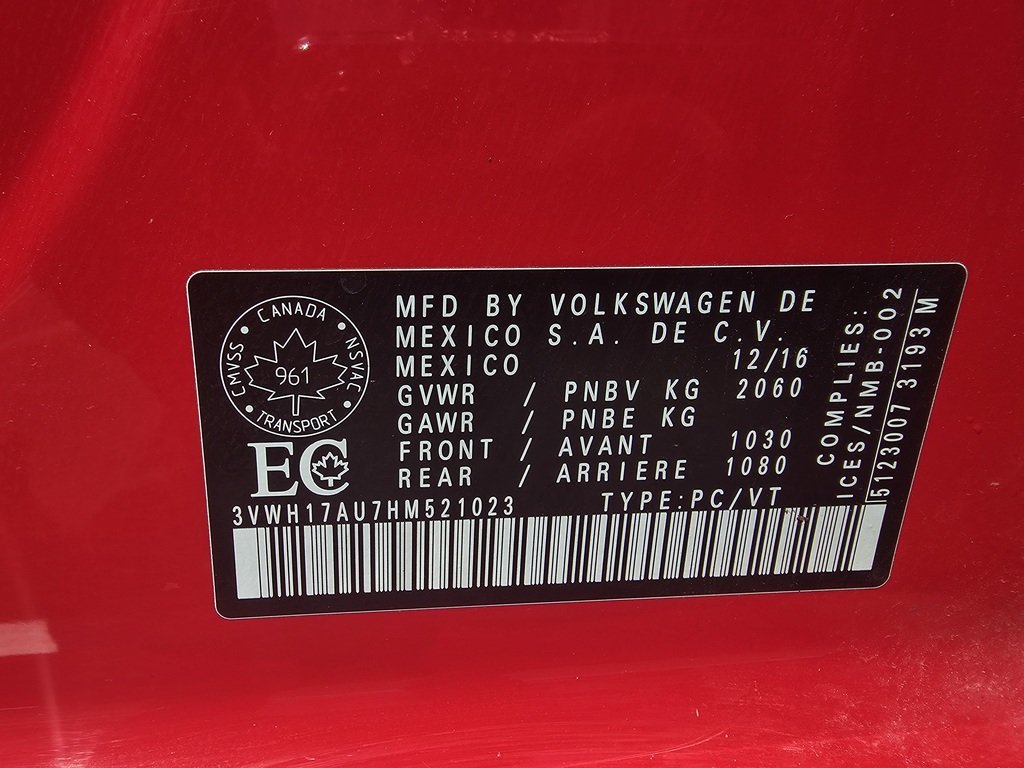 CANADA
CMVSS
NSVAC
961
TRANSPORT
EC
MFD BY VOLKSWAGEN DE
MEXICO S.A. DE C.V.
MEXICO 12/16
GVWR / PNBV KG 2060
GAWR / PNBE KG
FRONT / AVANT 1030
REAR / ARRIERE 1080
3VWH17AU7HM521023 TYPE:PC/VT
COMPLIES:
ICES/NMB-002
5123007 3193 M